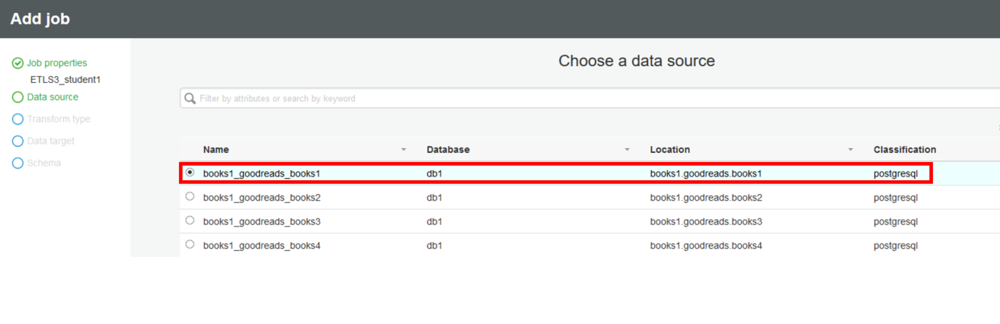 Add job
Job properties
ETLS3_student1
Data source
Transform type
Data target
Schema
Choose a data source
Filter by attributes or search by keyword
Name Database Location Classification
books1_goodreads_books1 db1 books1.goodreads.books1 postgresql
books1_goodreads_books2 db1 books1.goodreads.books2 postgresql
books1_goodreads_books3 db1 books1.goodreads.books3 postgresql
books1_goodreads_books4 db1 books1.goodreads.books4 postgresql